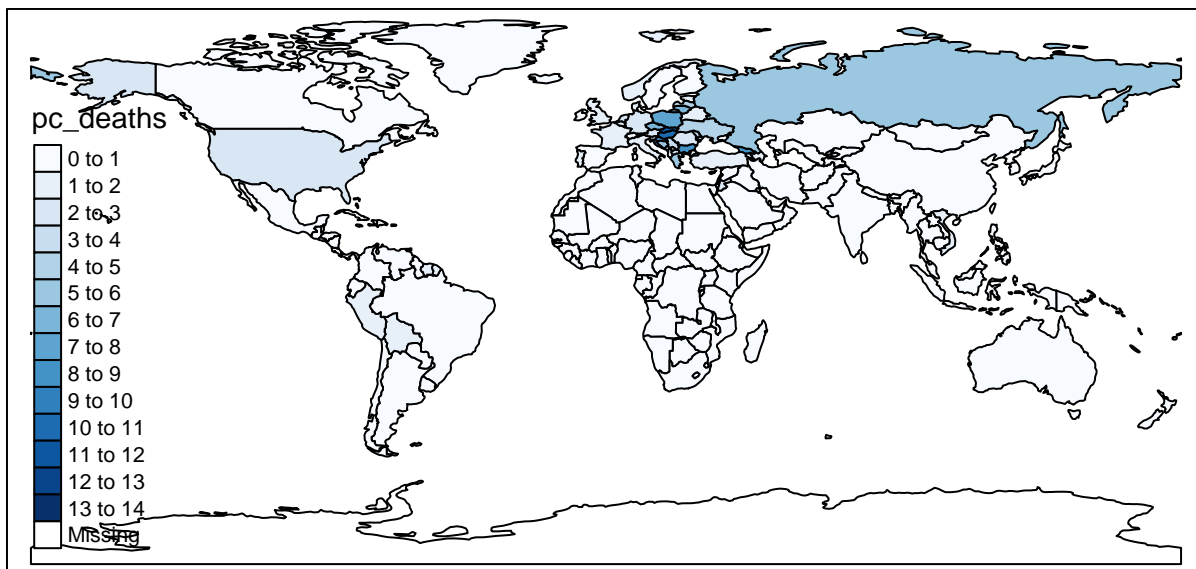 pc_deaths
0 to 1
1 to 2
2 to 3
3 to 4
4 to 5
5 to 6
6 to 7
7 to 8
8 to 9
9 to 10
10 to 11
11 to 12
12 to 13
13 to 14
Missing